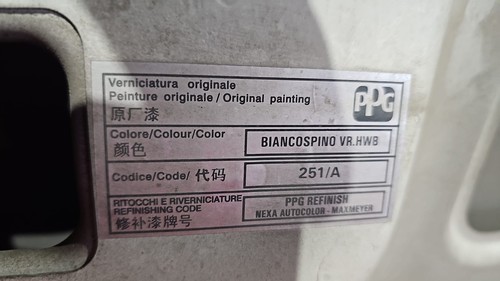 Verniciatura originale
Peinture originale / Original painting
原厂漆
PPG
Colore/Colour/Color
颜色
BIANCOSPINO VR.HWB
Codice/Code/ 代码
251/A
RITOCCHI E RIVERNICIATURE
REFINISHING CODE
修补漆牌号
PPG REFINISH
NEXA AUTOCOLOR - MAXMEYER